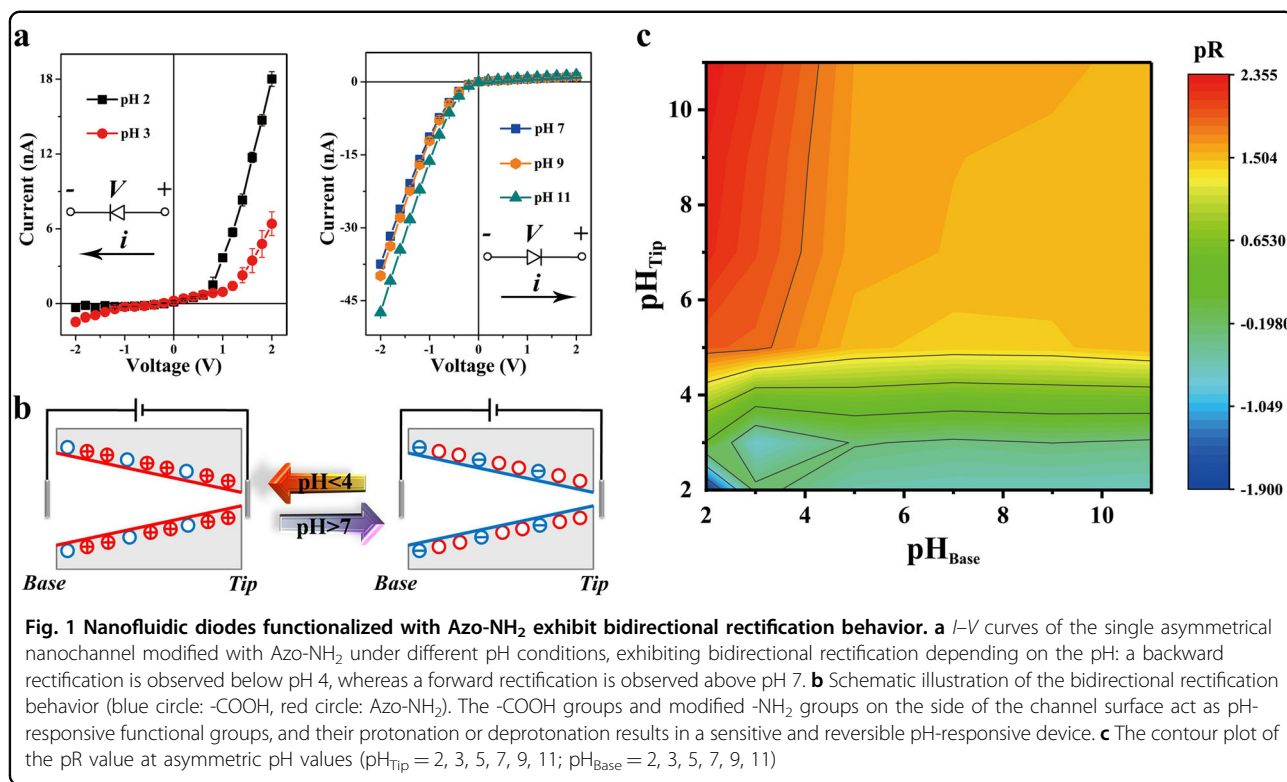 a
18
12
6
0
Current (nA)
pH 2
pH 3
- V +
i
-2 -1 0 1 2
Voltage (V)
0
-15
-30
-45
Current (nA)
pH 7
pH 9
pH 11
- V +
i
-2 -1 0 1 2
Voltage (V)
b
pH<4
pH>7
Base Tip
Base Tip
c
10
8
6
4
2
pH_Tip
2 4 6 8 10
pH_Base
pR
2.355
1.504
0.6530
-0.1980
-1.049
-1.900
Fig. 1 Nanofluidic diodes functionalized with Azo-NH₂ exhibit bidirectional rectification behavior. a I–V curves of the single asymmetrical
nanochannel modified with Azo-NH₂ under different pH conditions, exhibiting bidirectional rectification depending on the pH: a backward
rectification is observed below pH 4, whereas a forward rectification is observed above pH 7. b Schematic illustration of the bidirectional rectification
behavior (blue circle: -COOH, red circle: Azo-NH₂). The -COOH groups and modified -NH₂ groups on the side of the channel surface act as pH-
responsive functional groups, and their protonation or deprotonation results in a sensitive and reversible pH-responsive device. c The contour plot of
the pR value at asymmetric pH values (pH_Tip = 2, 3, 5, 7, 9, 11; pH_Base = 2, 3, 5, 7, 9, 11)